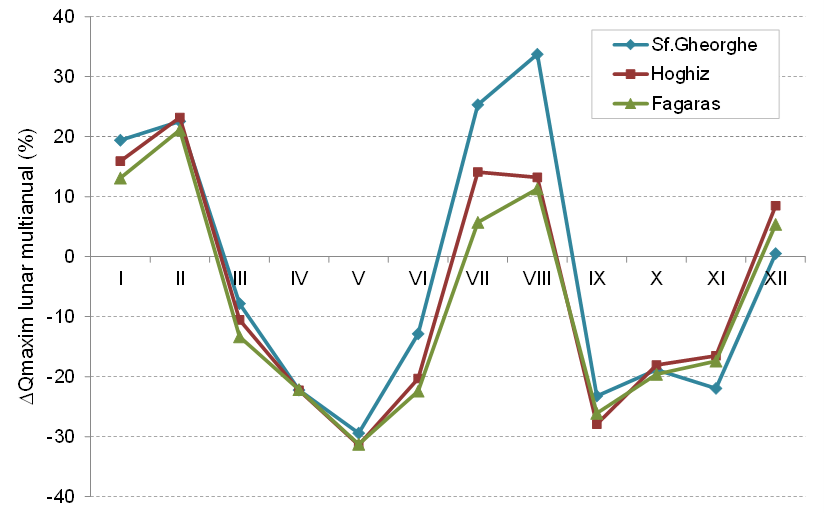 40
30
20
10
0
-10
-20
-30
-40
ΔQmaxim lunar multianual (%)
I II III IV V VI VII VIII IX X XI XII
Sf.Gheorghe
Hoghiz
Fagaras